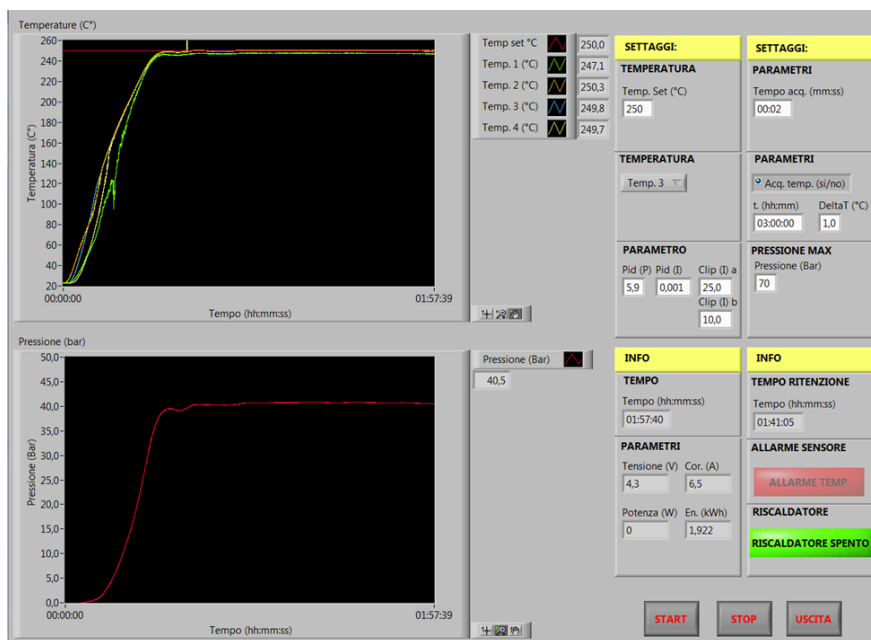 Temperature (C°)
Temperatura (C°)
260
240
220
200
180
160
140
120
100
80
60
40
20
00:00:00
01:57:39
Tempo (hh:mm:ss)
Temp set °C 250,0
Temp. 1 (°C) 247,1
Temp. 2 (°C) 250,3
Temp. 3 (°C) 249,8
Temp. 4 (°C) 249,7
SETTAGGI:
TEMPERATURA
Temp. Set (°C)
250
TEMPERATURA
Temp. 3
PARAMETRO
Pid (P) Pid (I) Clip (I) a
5,9 0,001 25,0
Clip (I) b
10,0
SETTAGGI:
PARAMETRI
Tempo acq. (mm:ss)
00:02
PARAMETRI
Acq. temp. (si/no)
t. (hh:mm) DeltaT (°C)
03:00:00 1,0
PRESSIONE MAX
Pressione (Bar)
70
Pressione (bar)
Pressione (Bar)
50,0
45,0
40,0
35,0
30,0
25,0
20,0
15,0
10,0
5,0
0,0
00:00:00
01:57:39
Tempo (hh:mm:ss)
Pressione (Bar)
40,5
INFO
TEMPO
Tempo (hh:mm:ss)
01:57:40
PARAMETRI
Tensione (V) Cor. (A)
4,3 6,5
Potenza (W) En. (kWh)
0 1,922
INFO
TEMPO RITENZIONE
Tempo (hh:mm:ss)
01:41:05
ALLARME SENSORE
ALLARME TEMP.
RISCALDATORE
RISCALDATORE SPENTO
START STOP USCITA